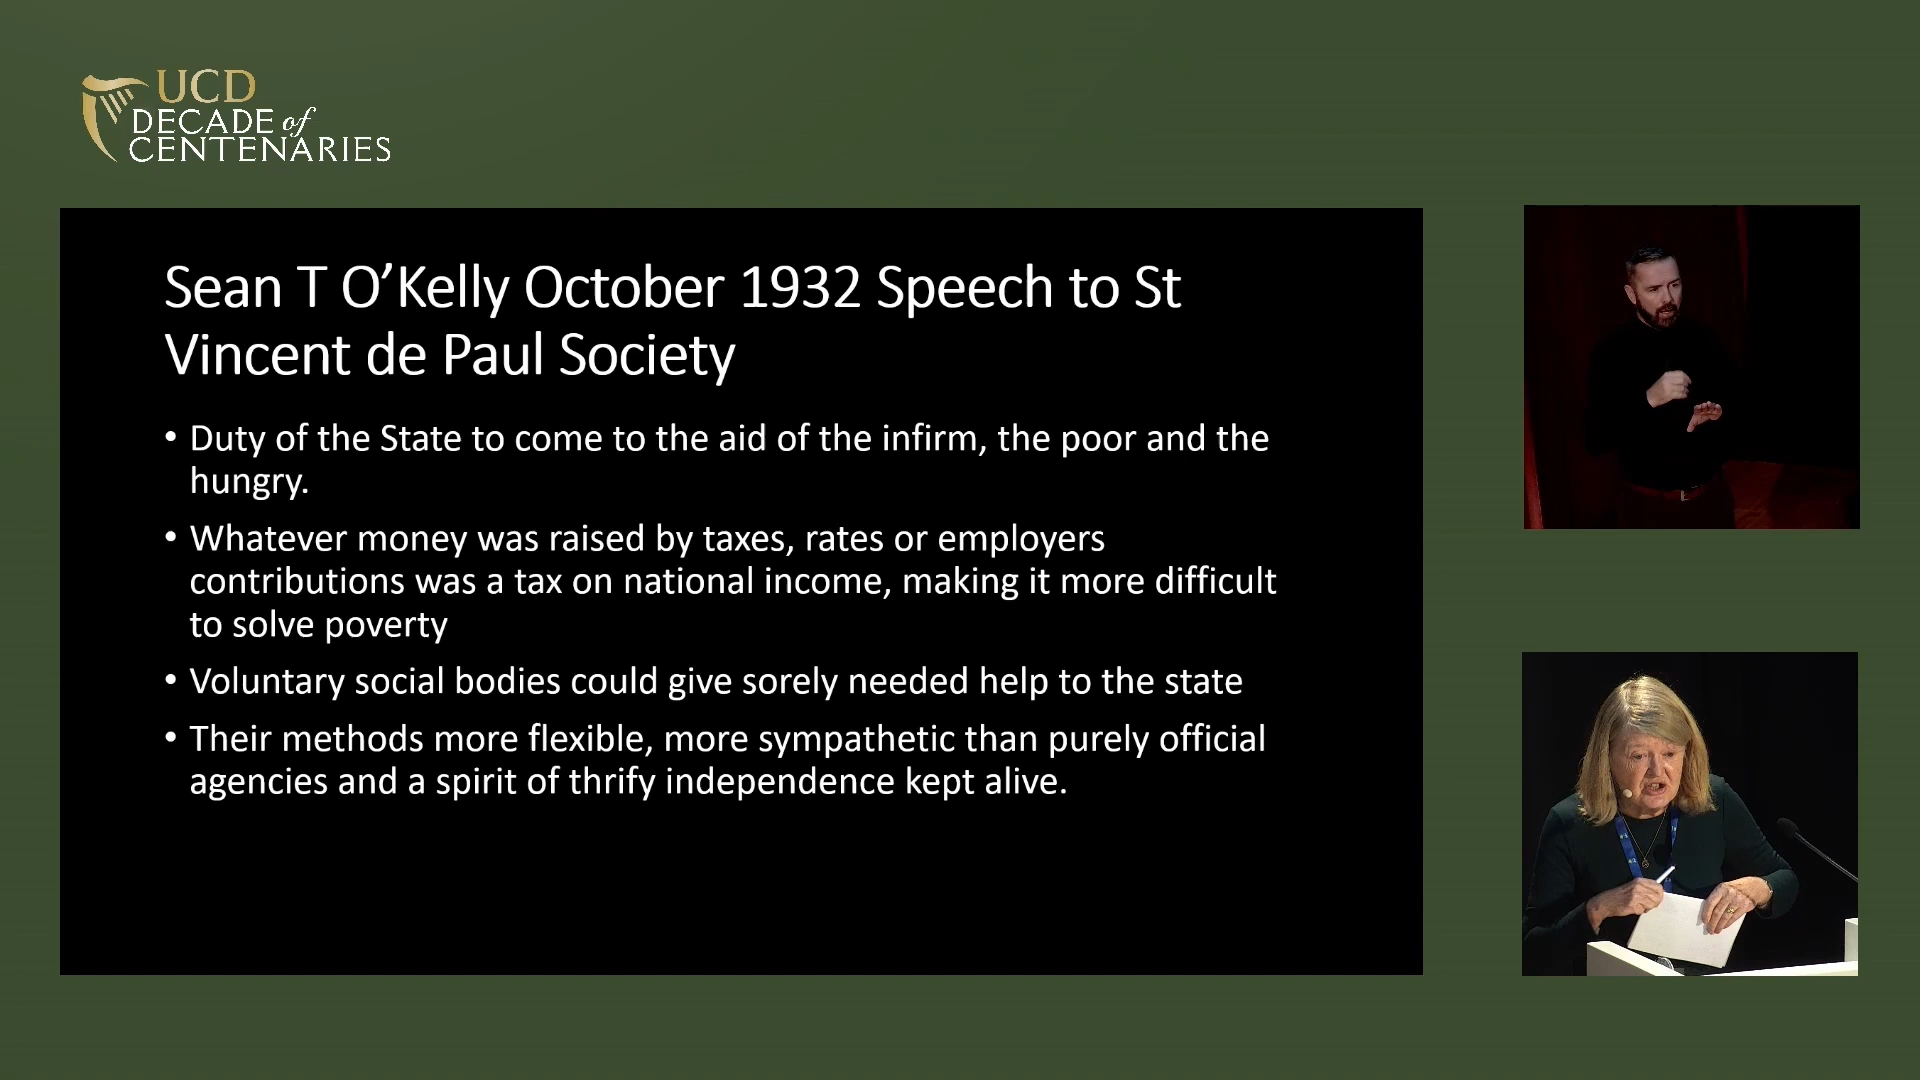 UCD
DECADE of
CENTENARIES
Sean T O’Kelly October 1932 Speech to St
Vincent de Paul Society
• Duty of the State to come to the aid of the infirm, the poor and the
hungry.
• Whatever money was raised by taxes, rates or employers
contributions was a tax on national income, making it more difficult
to solve poverty
• Voluntary social bodies could give sorely needed help to the state
• Their methods more flexible, more sympathetic than purely official
agencies and a spirit of thrify independence kept alive.